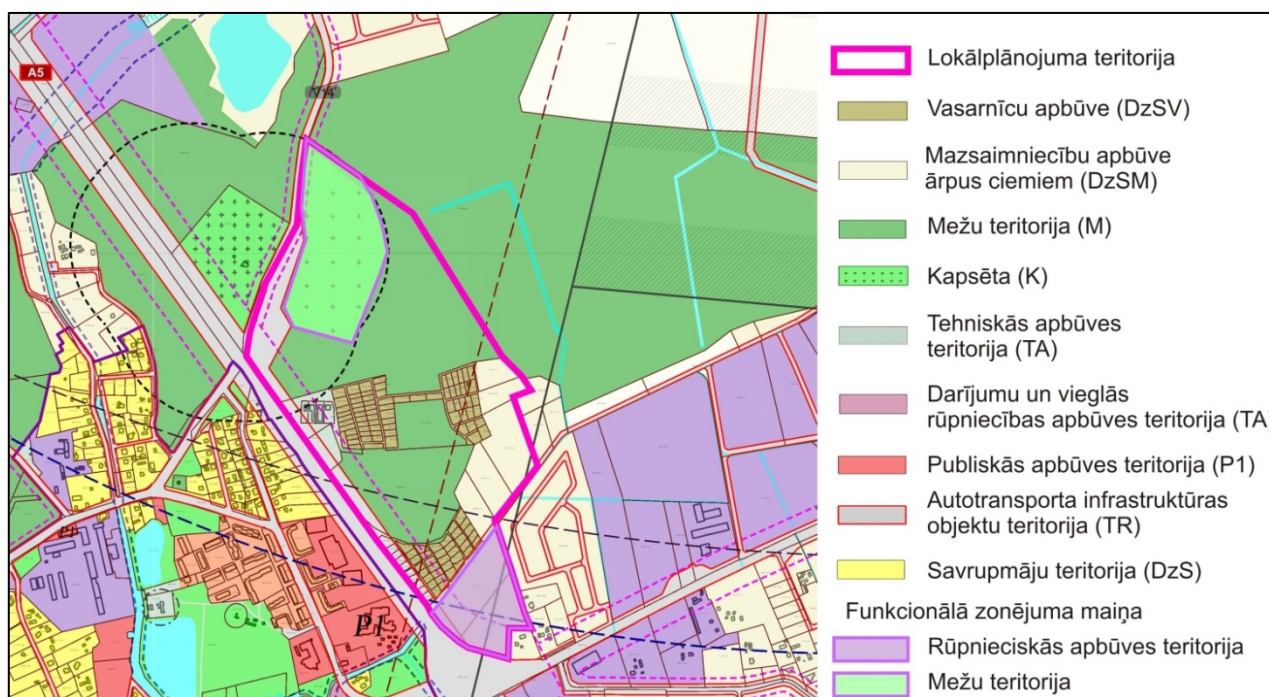 A5
V14
P1
4
Lokālplānojuma teritorija
Vasarnīcu apbūve (DzSV)
Mazsaimniecību apbūve
ārpus ciemiem (DzSM)
Mežu teritorija (M)
Kapsēta (K)
Tehniskās apbūves
teritorija (TA)
Darījumu un vieglās
rūpniecības apbūves teritorija (TA)
Publiskās apbūves teritorija (P1)
Autotransporta infrastruktūras
objektu teritorija (TR)
Savrupmāju teritorija (DzS)
Funkcionālā zonējuma maiņa
Rūpnieciskās apbūves teritorija
Mežu teritorija